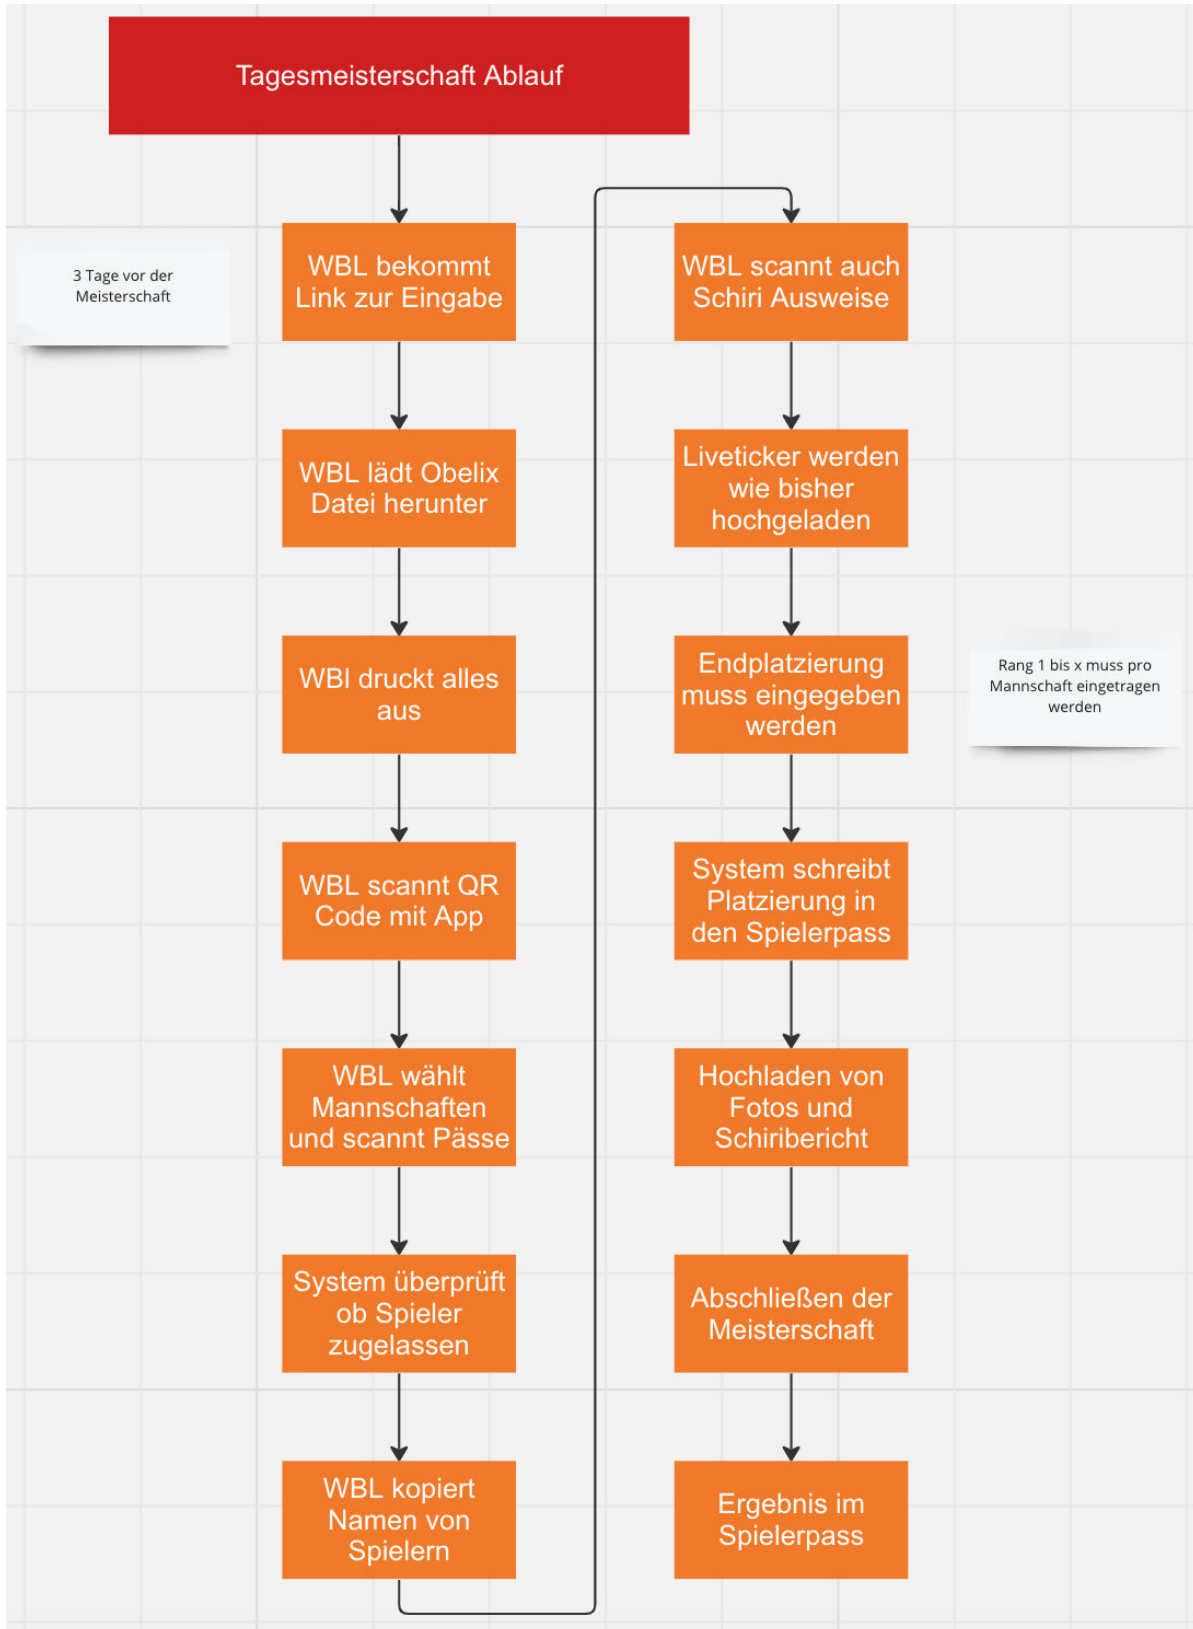 Tagesmeisterschaft Ablauf
3 Tage vor der
Meisterschaft
WBL bekommt
Link zur Eingabe
WBL lädt Obelix
Datei herunter
WBl druckt alles
aus
WBL scannt QR
Code mit App
WBL wählt
Mannschaften
und scannt Pässe
System überprüft
ob Spieler
zugelassen
WBL kopiert
Namen von
Spielern
WBL scannt auch
Schiri Ausweise
Liveticker werden
wie bisher
hochgeladen
Endplatzierung
muss eingegeben
werden
Rang 1 bis x muss pro
Mannschaft eingetragen
werden
System schreibt
Platzierung in
den Spielerpass
Hochladen von
Fotos und
Schiribericht
Abschließen der
Meisterschaft
Ergebnis im
Spielerpass